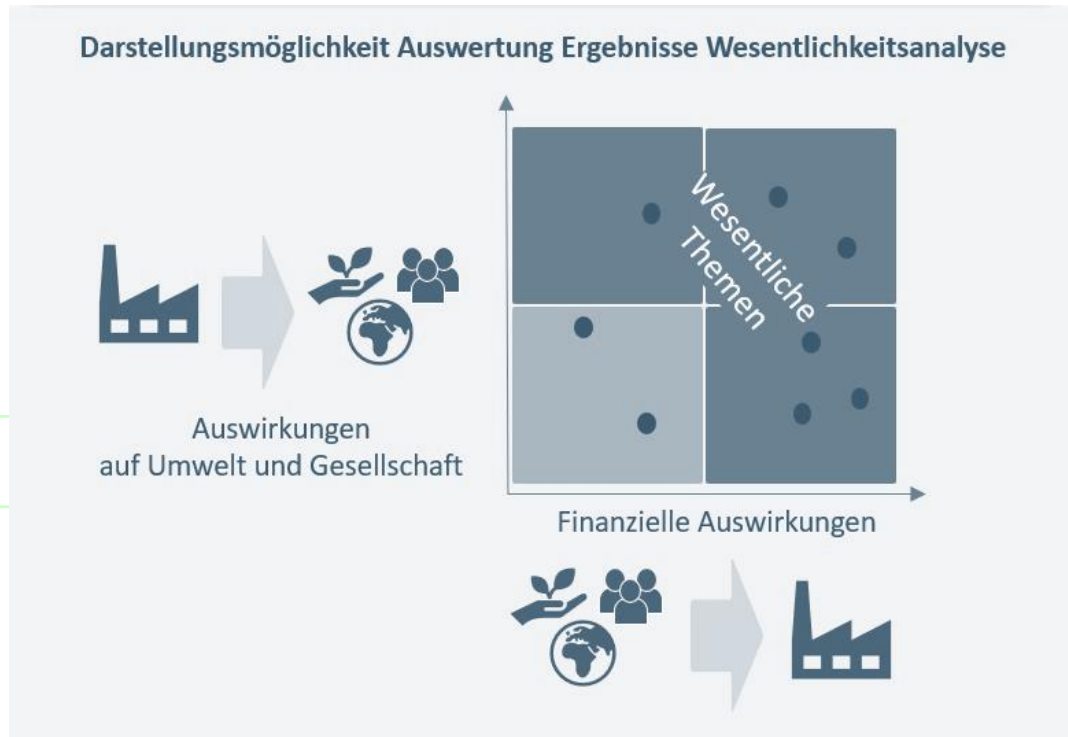 Darstellungsmöglichkeit Auswertung Ergebnisse Wesentlichkeitsanalyse
Wesentliche
Themen
Auswirkungen
auf Umwelt und Gesellschaft
Finanzielle Auswirkungen